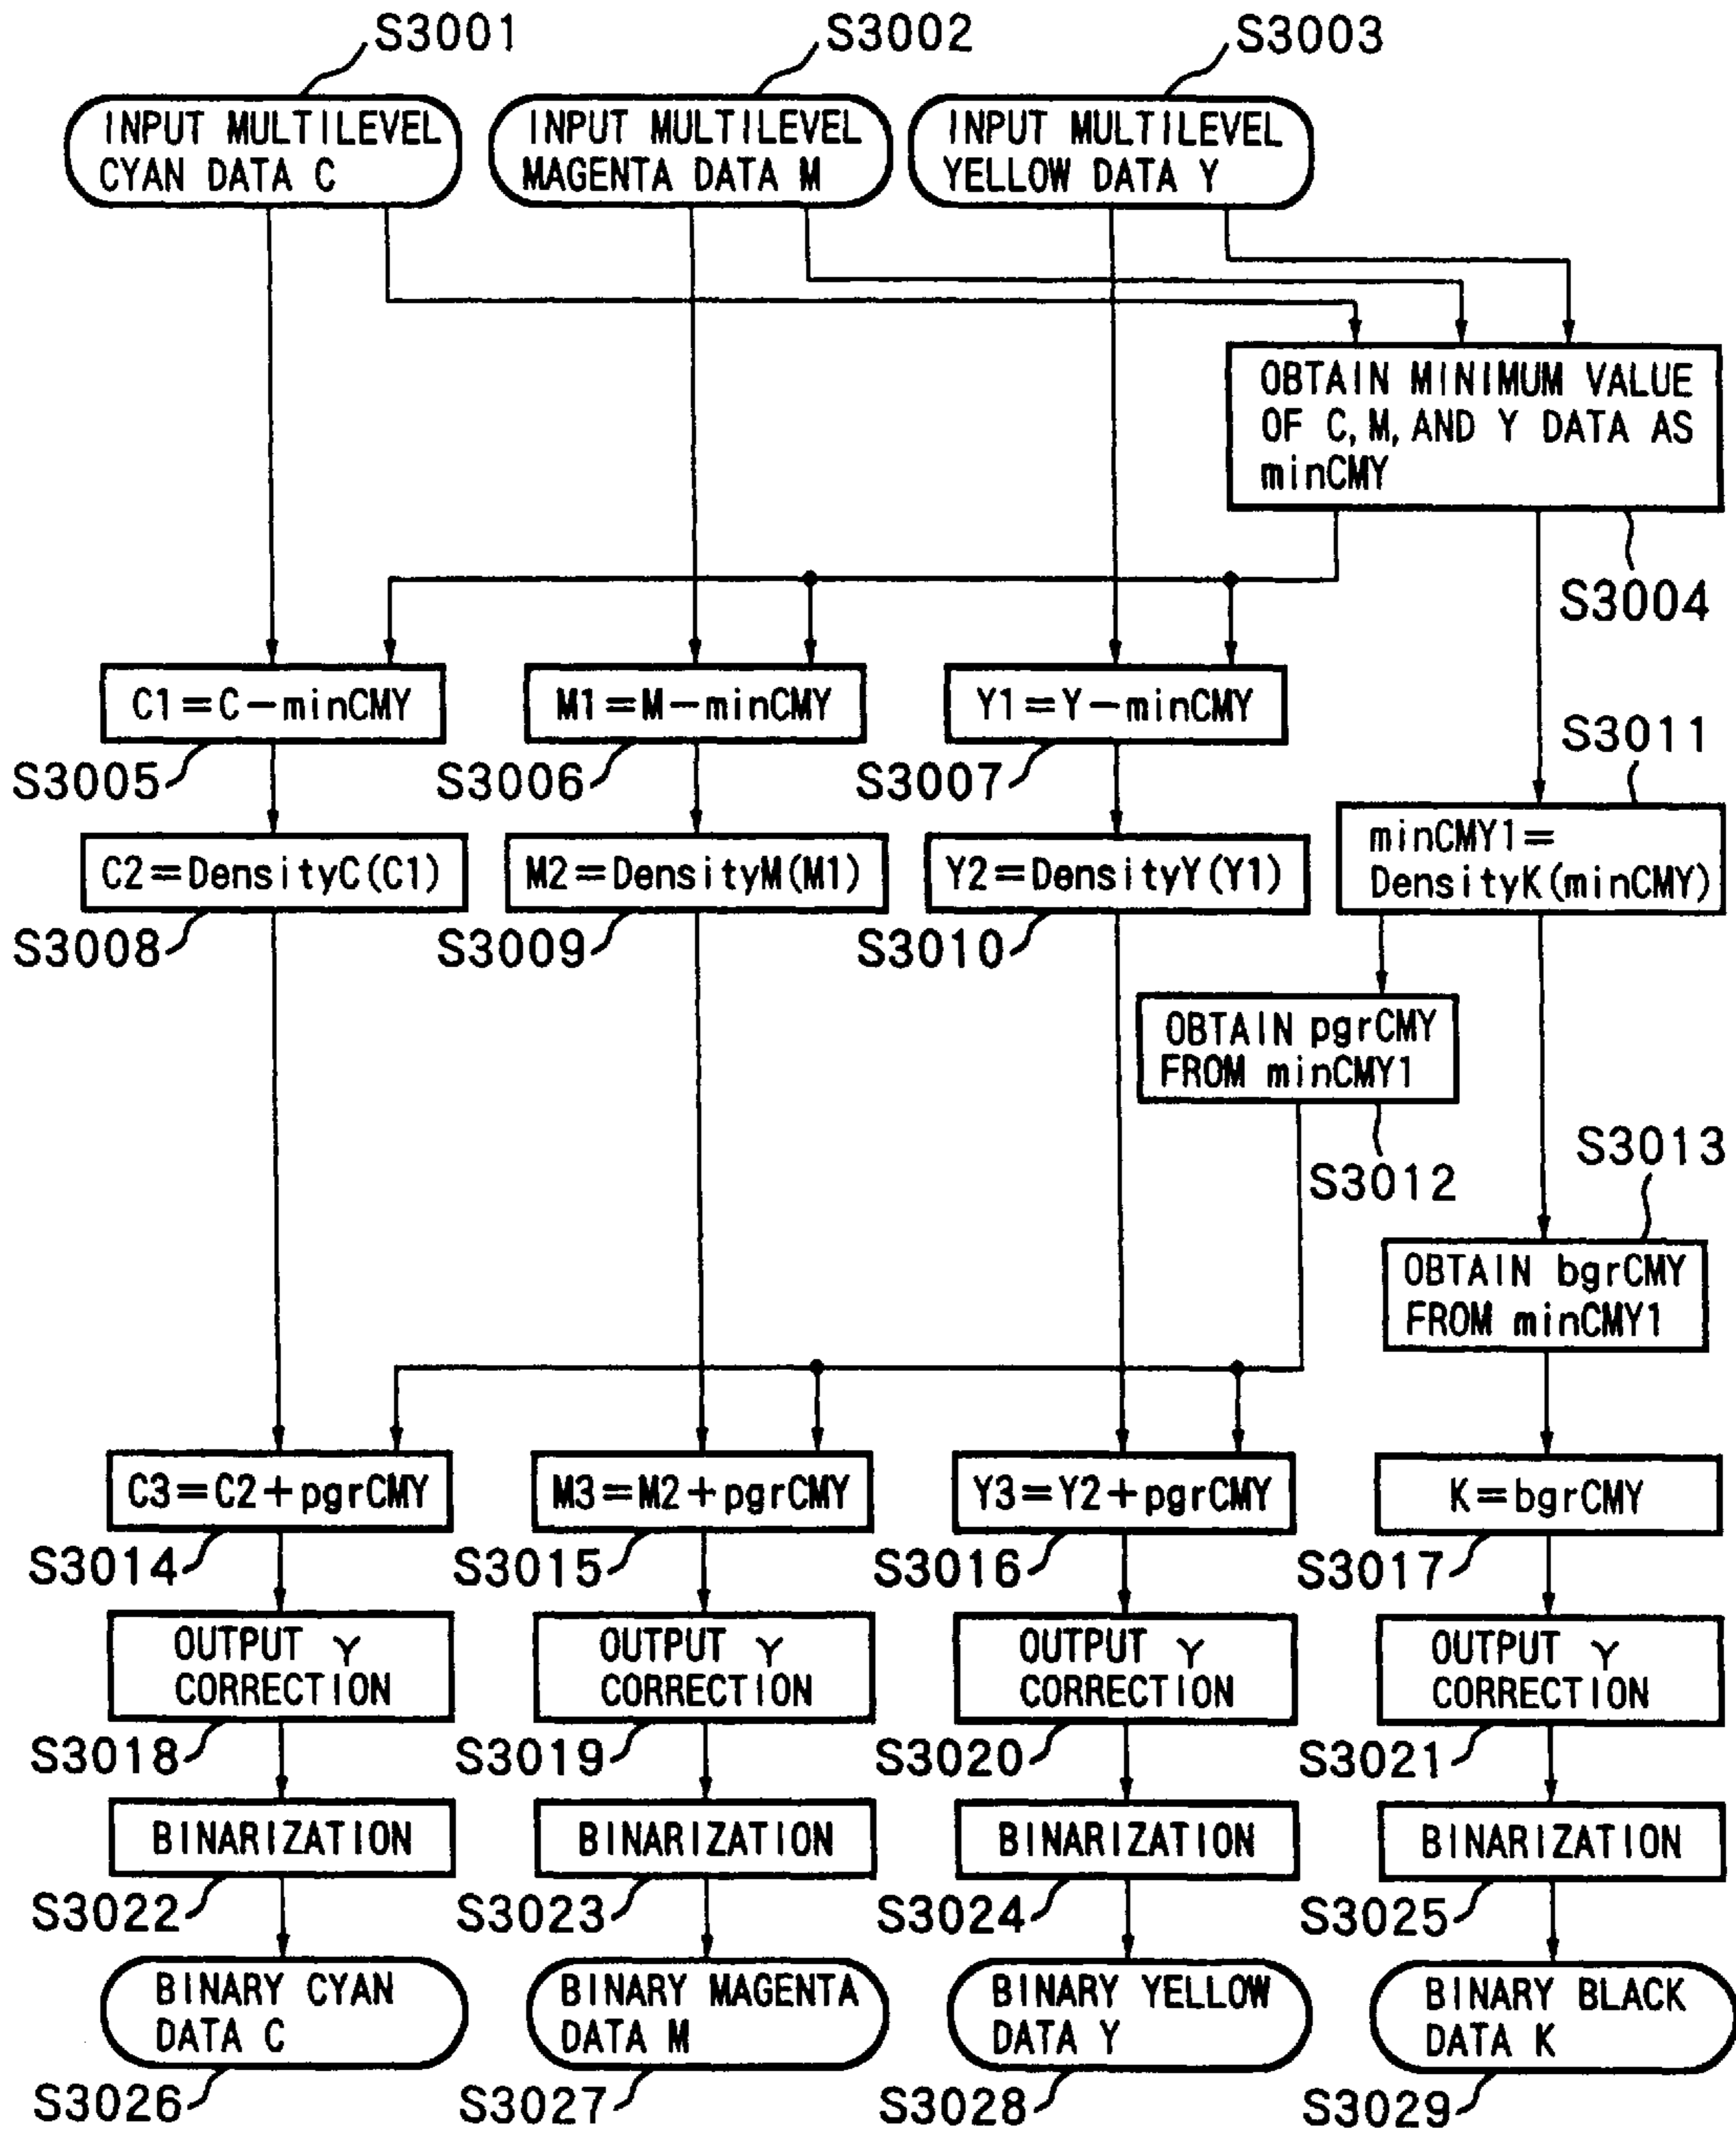 S3001
S3002
S3003
INPUT MULTILEVEL
CYAN DATA C
INPUT MULTILEVEL
MAGENTA DATA M
INPUT MULTILEVEL
YELLOW DATA Y
OBTAIN MINIMUM VALUE
OF C, M, AND Y DATA AS
minCMY
S3004
C1=C-minCMY
M1=M-minCMY
Y1=Y-minCMY
S3005
S3006
S3007
S3011
C2=DensityC(C1)
M2=DensityM(M1)
Y2=DensityY(Y1)
minCMY1=
DensityK(minCMY)
S3008
S3009
S3010
OBTAIN pgrCMY
FROM minCMY1
S3012
S3013
OBTAIN bgrCMY
FROM minCMY1
C3=C2+pgrCMY
M3=M2+pgrCMY
Y3=Y2+pgrCMY
K=bgrCMY
S3014
S3015
S3016
S3017
OUTPUT γ
CORRECTION
OUTPUT γ
CORRECTION
OUTPUT γ
CORRECTION
OUTPUT γ
CORRECTION
S3018
S3019
S3020
S3021
BINARIZATION
BINARIZATION
BINARIZATION
BINARIZATION
S3022
S3023
S3024
S3025
BINARY CYAN
DATA C
BINARY MAGENTA
DATA M
BINARY YELLOW
DATA Y
BINARY BLACK
DATA K
S3026
S3027
S3028
S3029